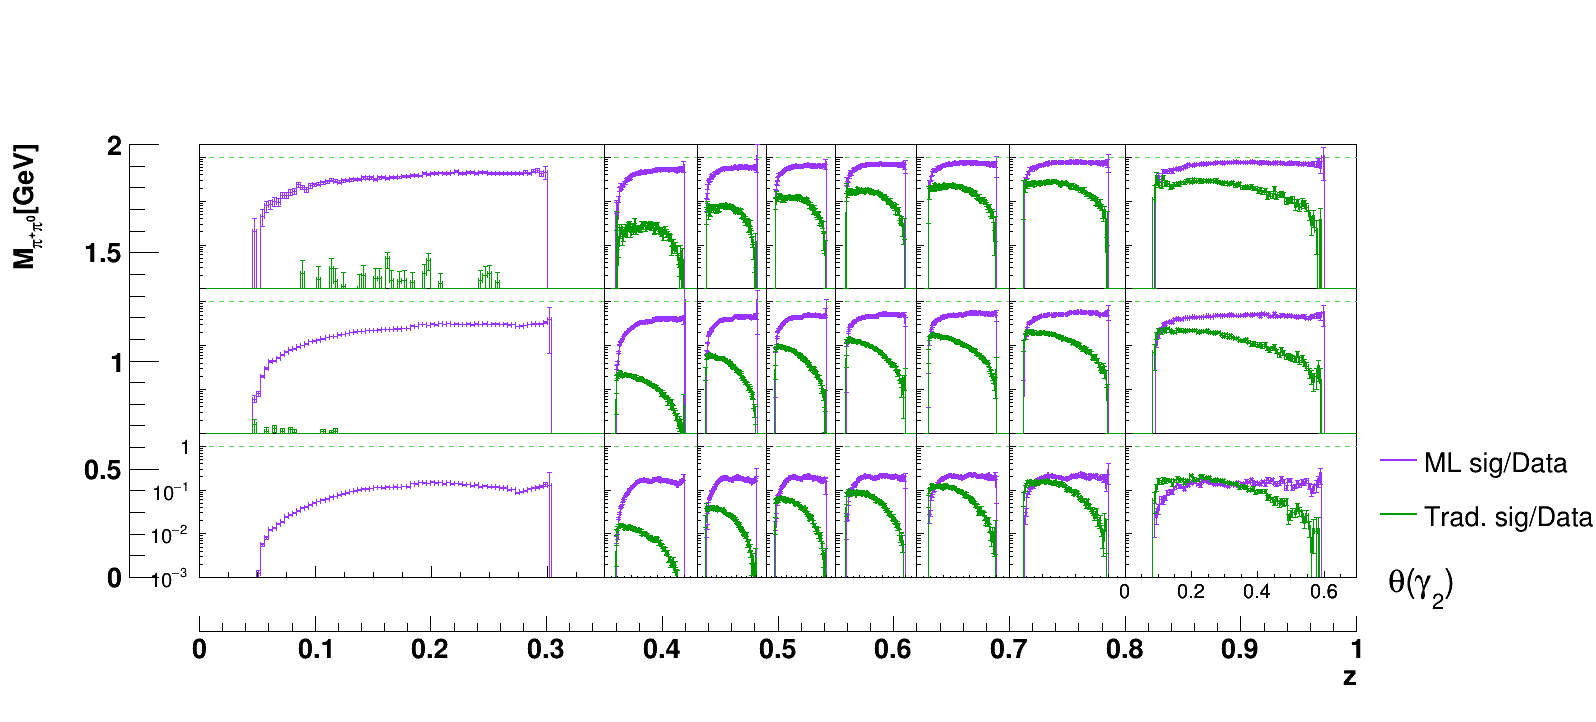 M_{π⁺π⁰}[GeV]
2
1.5
1
0.5
0
1
10⁻¹
10⁻²
10⁻³
ML sig/Data
Trad. sig/Data
0 0.2 0.4 0.6
θ(γ₂)
0 0.1 0.2 0.3 0.4 0.5 0.6 0.7 0.8 0.9 1
z